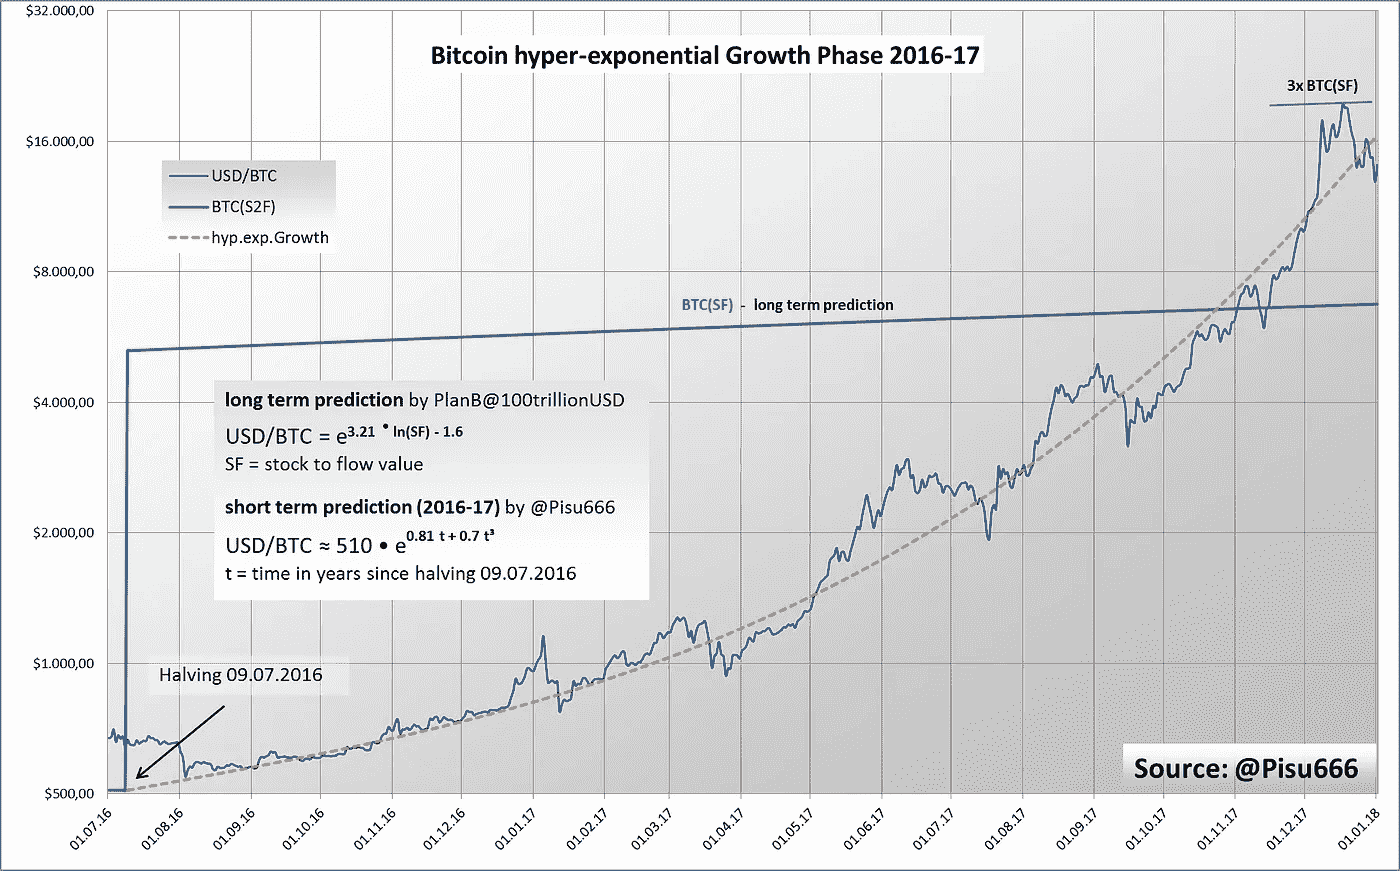 Bitcoin hyper-exponential Growth Phase 2016-17
$32.000,00
$16.000,00
$8.000,00
$4.000,00
$2.000,00
$1.000,00
$500,00
3x BTC(SF)
USD/BTC
BTC(S2F)
hyp.exp.Growth
BTC(SF) - long term prediction
long term prediction by PlanB@100trillionUSD
USD/BTC = e^3.21 • ln(SF) - 1.6
SF = stock to flow value
short term prediction (2016-17) by @Pisu666
USD/BTC ≈ 510 • e^0.81 t + 0.7 t³
t = time in years since halving 09.07.2016
Halving 09.07.2016
Source: @Pisu666
01.07.16
01.08.16
01.09.16
01.10.16
01.11.16
01.12.16
01.01.17
01.02.17
01.03.17
01.04.17
01.05.17
01.06.17
01.07.17
01.08.17
01.09.17
01.10.17
01.11.17
01.12.17
01.01.18